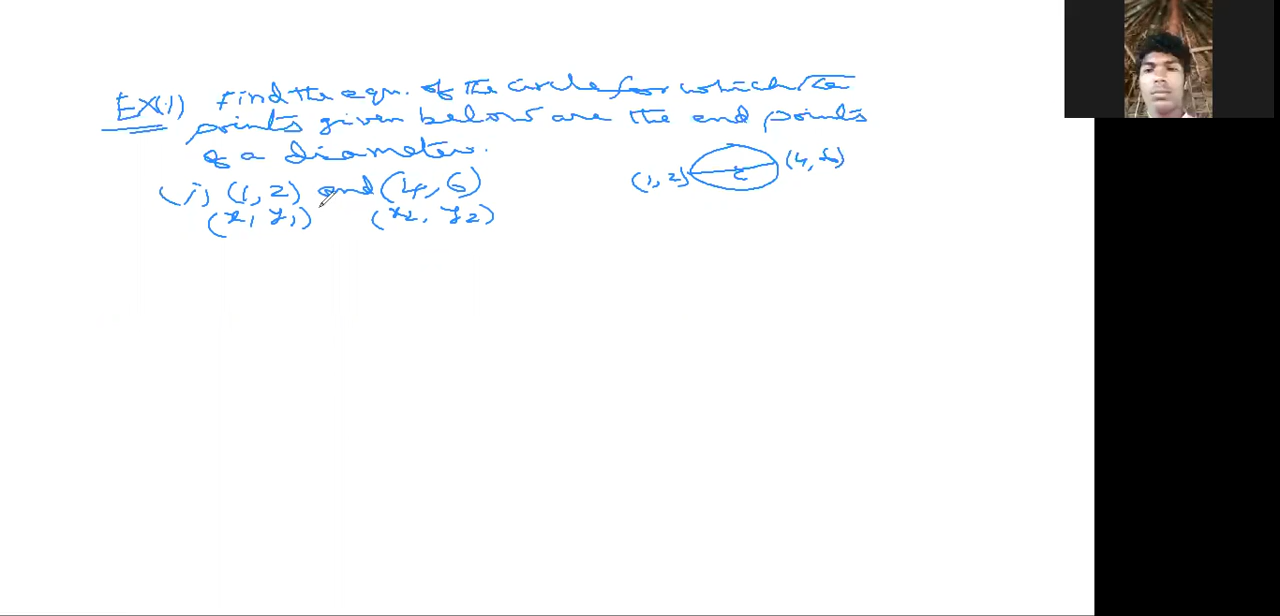 EX(1) Find the eqn. of the circle for which the
points given below are the end points
of a diameter.
(i) (1, 2) and (4, 6)
(x1, y1) (x2, y2)
(1, 2) c (4, 6)